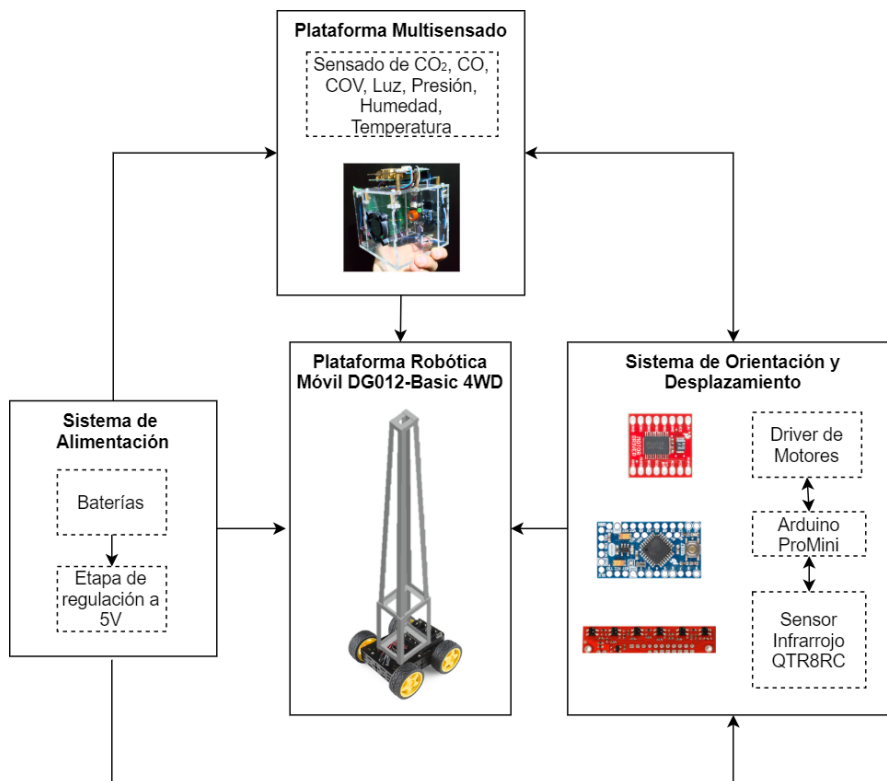 Plataforma Multisensado
Sensado de CO₂, CO,
COV, Luz, Presión,
Humedad,
Temperatura
Plataforma Robótica
Móvil DG012-Basic 4WD
Sistema de Orientación y
Desplazamiento
Driver de
Motores
Arduino
ProMini
Sensor
Infrarrojo
QTR8RC
Sistema de
Alimentación
Baterías
Etapa de
regulación a
5V